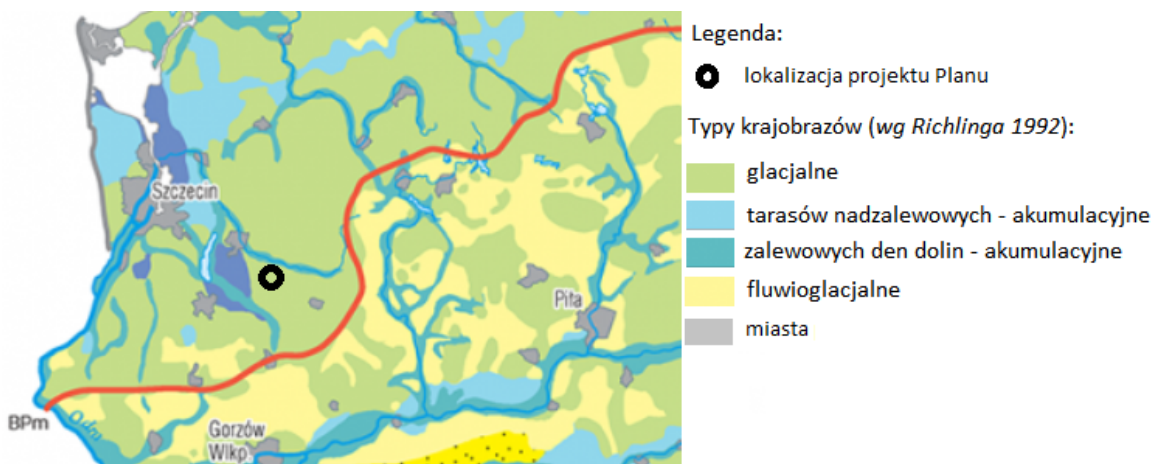 Szczecin
Piła
BPm
Odra
Gorzów
Wlkp.
Legenda:
lokalizacja projektu Planu
Typy krajobrazów (wg Richlinga 1992):
glacjalne
tarasów nadzalewowych - akumulacyjne
zalewowych den dolin - akumulacyjne
fluwioglacjalne
miasta